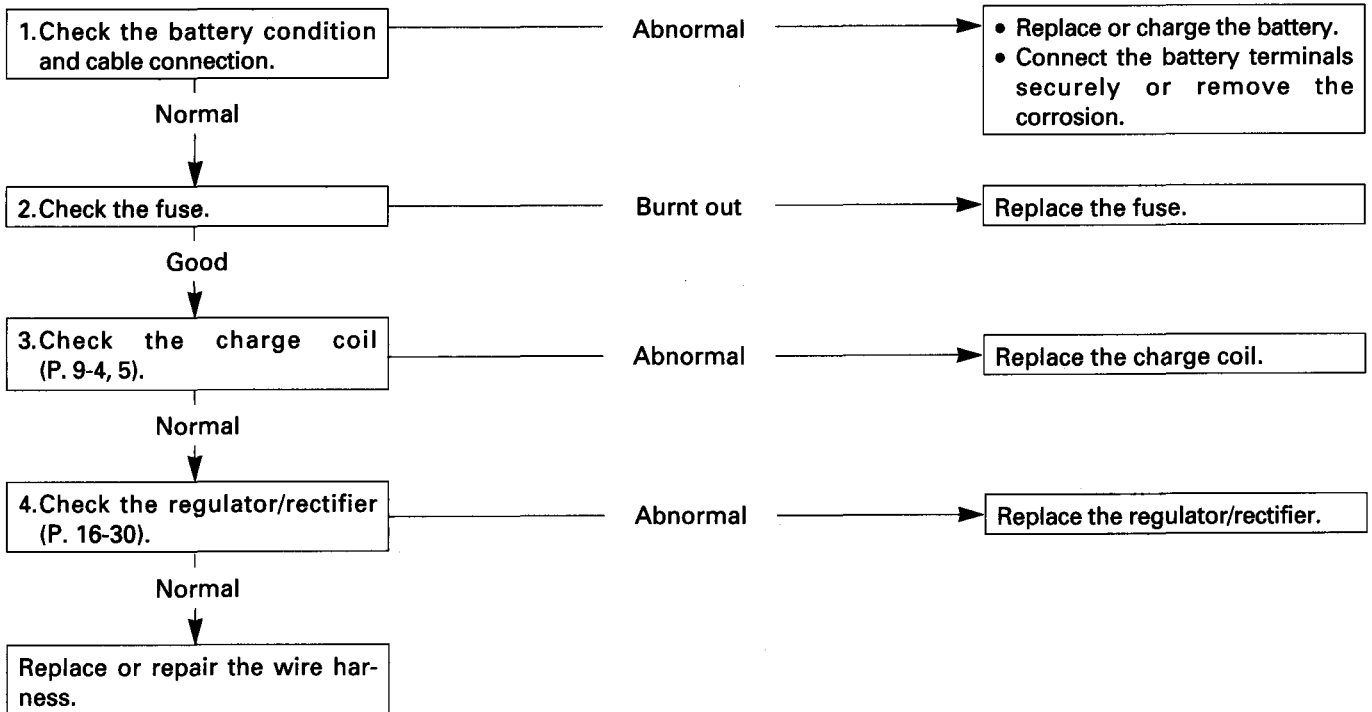 1.Check the battery condition
and cable connection.
Abnormal
• Replace or charge the battery.
• Connect the battery terminals
securely or remove the
corrosion.
Normal
2.Check the fuse.
Burnt out
Replace the fuse.
Good
3.Check the charge coil
(P. 9-4, 5).
Abnormal
Replace the charge coil.
Normal
4.Check the regulator/rectifier
(P. 16-30).
Abnormal
Replace the regulator/rectifier.
Normal
Replace or repair the wire har-
ness.